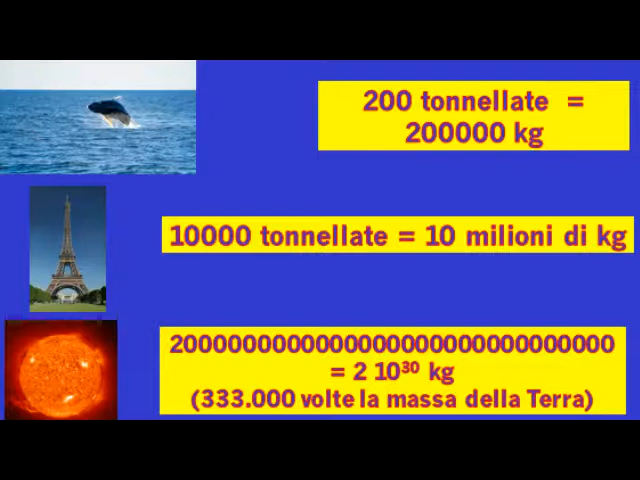 200 tonnellate =
200000 kg
10000 tonnellate = 10 milioni di kg
2000000000000000000000000000000
= 2 10³⁰ kg
(333.000 volte la massa della Terra)